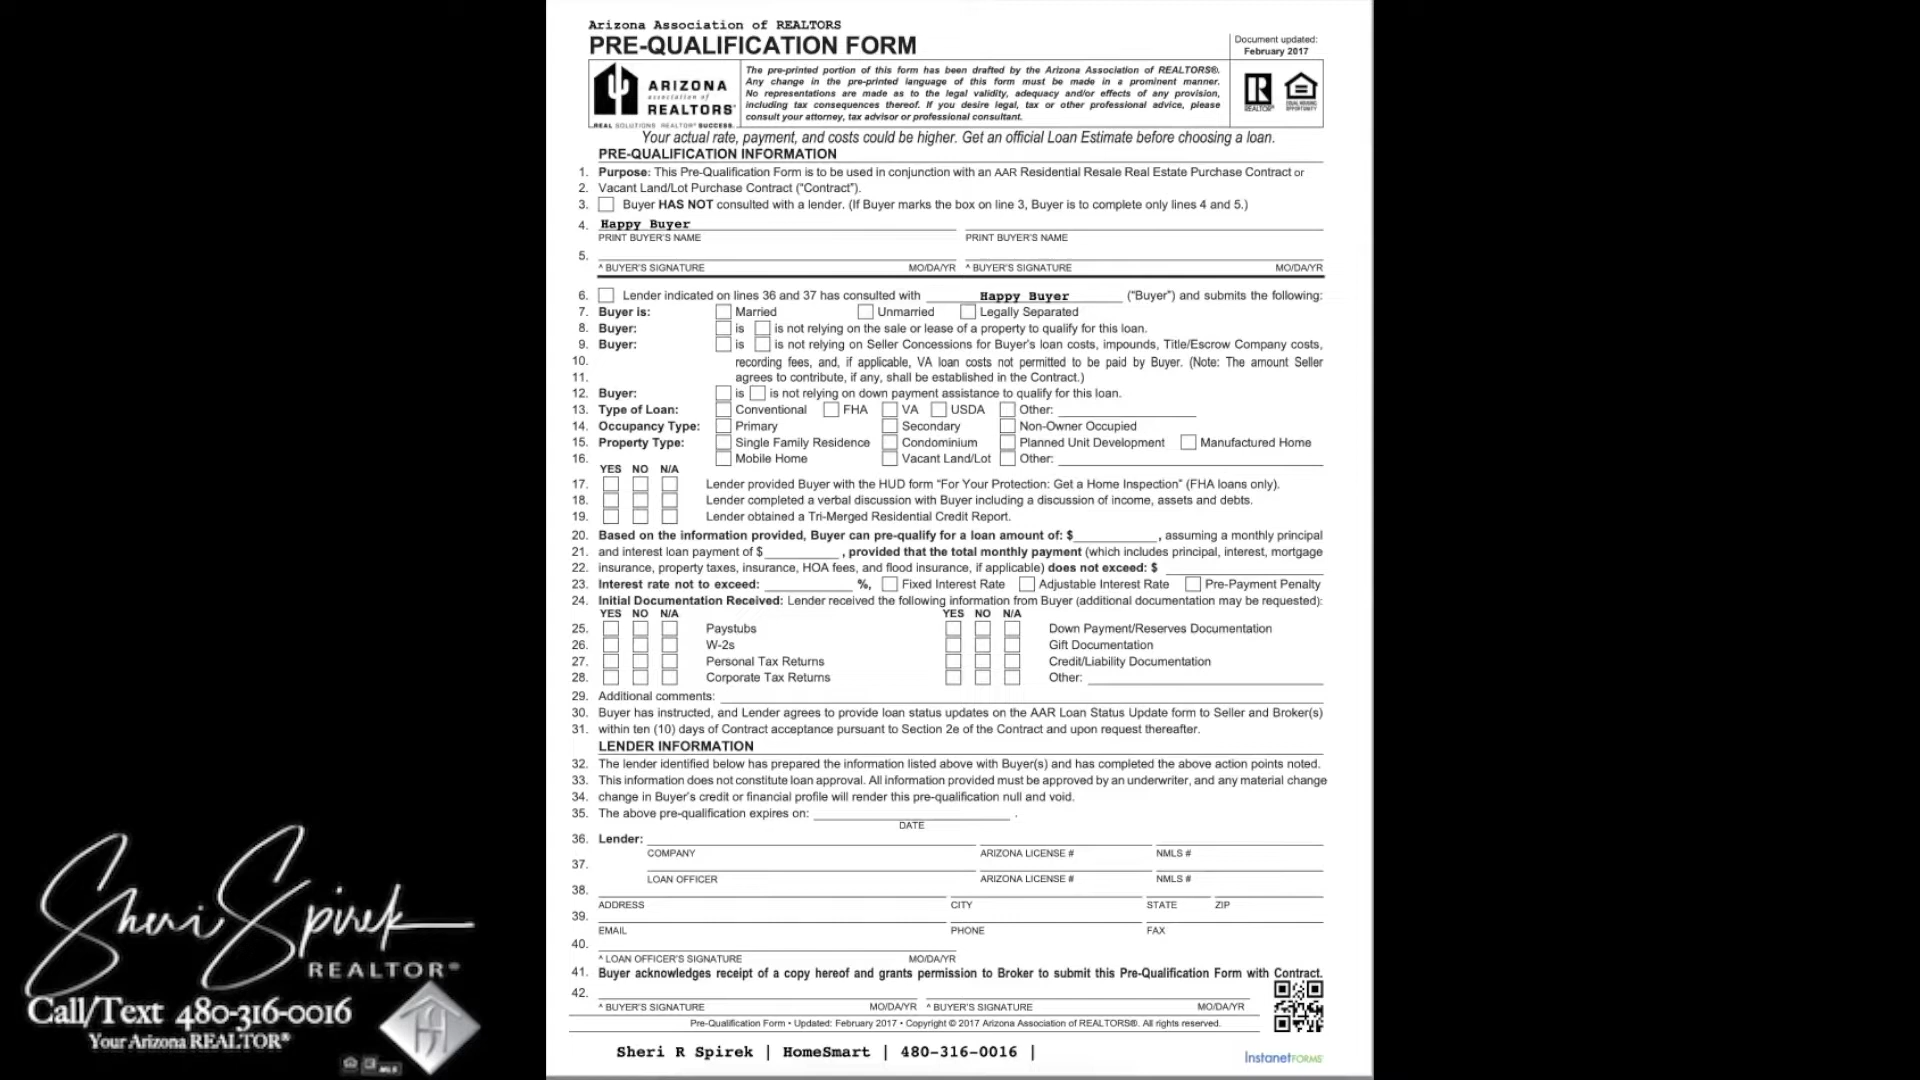 Arizona Association of REALTORS
PRE-QUALIFICATION FORM
Document updated:
February 2017
ARIZONA
association of
REALTORS®
REAL SOLUTIONS. REALTOR® SUCCESS.
The pre-printed portion of this form has been drafted by the Arizona Association of REALTORS®.
Any change in the pre-printed language of this form must be made in a prominent manner.
No representations are made as to the legal validity, adequacy and/or effects of any provision,
including tax consequences thereof. If you desire legal, tax or other professional advice, please
consult your attorney, tax advisor or professional consultant.
REALTOR®
EQUAL HOUSING
OPPORTUNITY
Your actual rate, payment, and costs could be higher. Get an official Loan Estimate before choosing a loan.
PRE-QUALIFICATION INFORMATION
1. Purpose: This Pre-Qualification Form is to be used in conjunction with an AAR Residential Resale Real Estate Purchase Contract or
2. Vacant Land/Lot Purchase Contract (“Contract”).
3. Buyer HAS NOT consulted with a lender. (If Buyer marks the box on line 3, Buyer is to complete only lines 4 and 5.)
4. Happy Buyer
PRINT BUYER'S NAME PRINT BUYER'S NAME
5.
^ BUYER'S SIGNATURE MO/DA/YR ^ BUYER'S SIGNATURE MO/DA/YR
6. Lender indicated on lines 36 and 37 has consulted with Happy Buyer (“Buyer”) and submits the following:
7. Buyer is: Married Unmarried Legally Separated
8. Buyer: is is not relying on the sale or lease of a property to qualify for this loan.
9. Buyer: is is not relying on Seller Concessions for Buyer's loan costs, impounds, Title/Escrow Company costs,
10. recording fees, and, if applicable, VA loan costs not permitted to be paid by Buyer. (Note: The amount Seller
11. agrees to contribute, if any, shall be established in the Contract.)
12. Buyer: is is not relying on down payment assistance to qualify for this loan.
13. Type of Loan: Conventional FHA VA USDA Other:
14. Occupancy Type: Primary Secondary Non-Owner Occupied
15. Property Type: Single Family Residence Condominium Planned Unit Development Manufactured Home
16. Mobile Home Vacant Land/Lot Other:
YES NO N/A
17. Lender provided Buyer with the HUD form “For Your Protection: Get a Home Inspection” (FHA loans only).
18. Lender completed a verbal discussion with Buyer including a discussion of income, assets and debts.
19. Lender obtained a Tri-Merged Residential Credit Report.
20. Based on the information provided, Buyer can pre-qualify for a loan amount of: $ , assuming a monthly principal
21. and interest loan payment of $ , provided that the total monthly payment (which includes principal, interest, mortgage
22. insurance, property taxes, insurance, HOA fees, and flood insurance, if applicable) does not exceed: $
23. Interest rate not to exceed: %, Fixed Interest Rate Adjustable Interest Rate Pre-Payment Penalty
24. Initial Documentation Received: Lender received the following information from Buyer (additional documentation may be requested):
YES NO N/A YES NO N/A
25. Paystubs Down Payment/Reserves Documentation
26. W-2s Gift Documentation
27. Personal Tax Returns Credit/Liability Documentation
28. Corporate Tax Returns Other:
29. Additional comments:
30. Buyer has instructed, and Lender agrees to provide loan status updates on the AAR Loan Status Update form to Seller and Broker(s)
31. within ten (10) days of Contract acceptance pursuant to Section 2e of the Contract and upon request thereafter.
LENDER INFORMATION
32. The lender identified below has prepared the information listed above with Buyer(s) and has completed the above action points noted.
33. This information does not constitute loan approval. All information provided must be approved by an underwriter, and any material change
34. change in Buyer's credit or financial profile will render this pre-qualification null and void.
35. The above pre-qualification expires on: .
DATE
36. Lender:
COMPANY ARIZONA LICENSE # NMLS #
37.
LOAN OFFICER ARIZONA LICENSE # NMLS #
38.
ADDRESS CITY STATE ZIP
39.
EMAIL PHONE FAX
40.
^ LOAN OFFICER'S SIGNATURE MO/DA/YR
41. Buyer acknowledges receipt of a copy hereof and grants permission to Broker to submit this Pre-Qualification Form with Contract.
42.
^ BUYER'S SIGNATURE MO/DA/YR ^ BUYER'S SIGNATURE MO/DA/YR
Pre-Qualification Form • Updated: February 2017 • Copyright © 2017 Arizona Association of REALTORS®. All rights reserved.
Sheri R Spirek | HomeSmart | 480-316-0016 |
InstanetFORMS
Sheri Spirek
REALTOR®
Call/Text 480-316-0016
Your Arizona REALTOR®